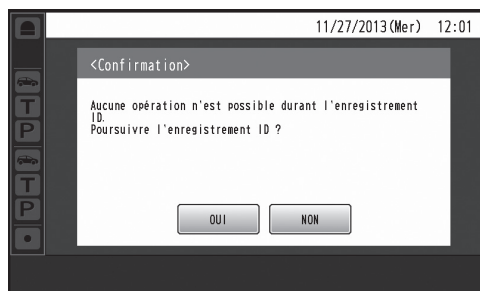 11/27/2013(Mer) 12:01
<Confirmation>
Aucune opération n'est possible durant l'enregistrement
ID.
Poursuivre l'enregistrement ID ?
OUI NON
T
P
T
P